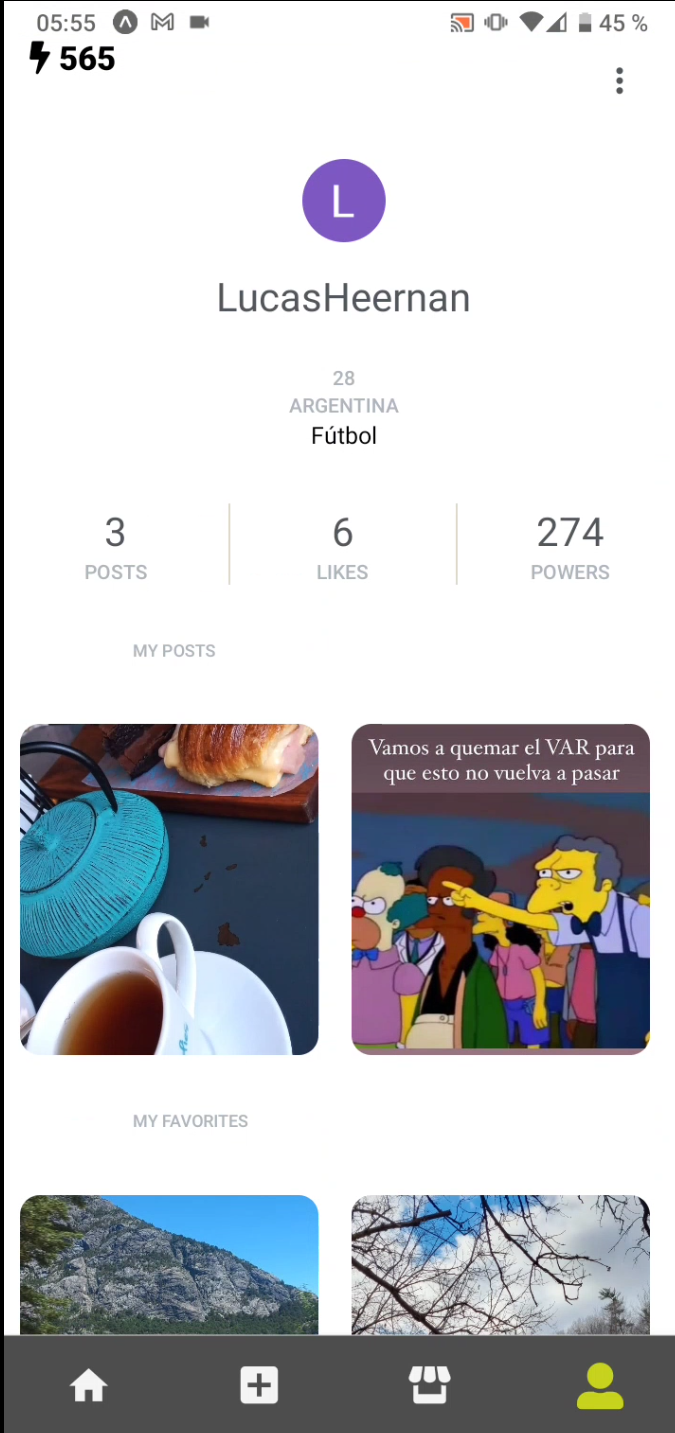 05:55
45 %
565
L
LucasHeernan
28
ARGENTINA
Fútbol
3 6 274
POSTS LIKES POWERS
MY POSTS
Vamos a quemar el VAR para
que esto no vuelva a pasar
MY FAVORITES